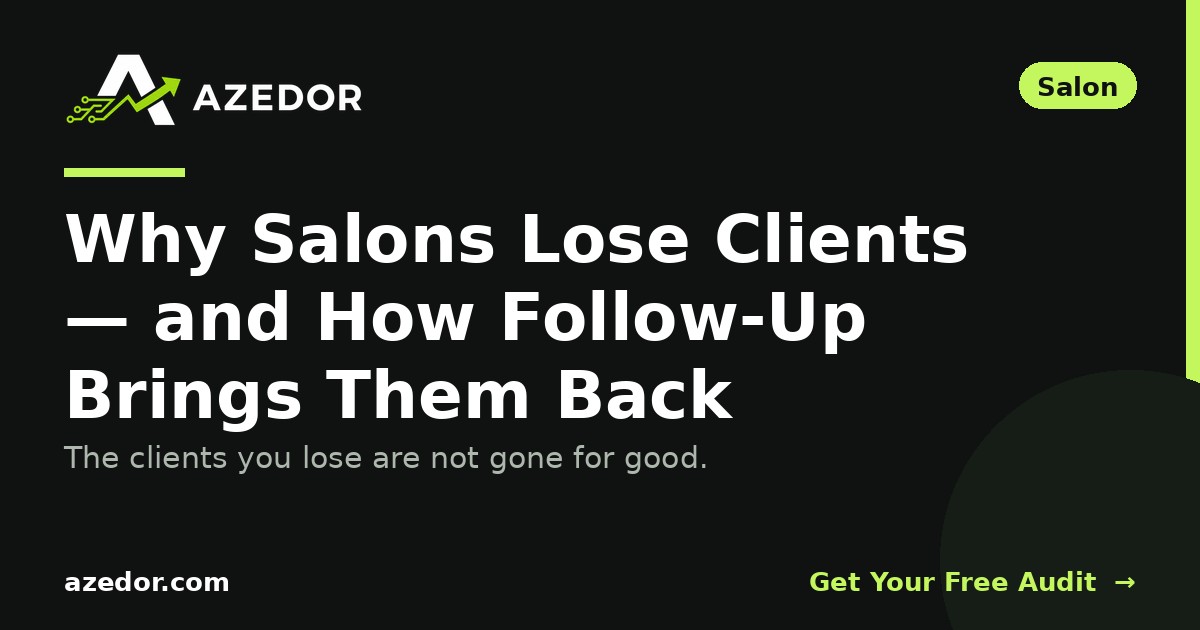 AZEDOR
Salon
Why Salons Lose Clients
— and How Follow-Up
Brings Them Back
The clients you lose are not gone for good.
azedor.com
Get Your Free Audit →